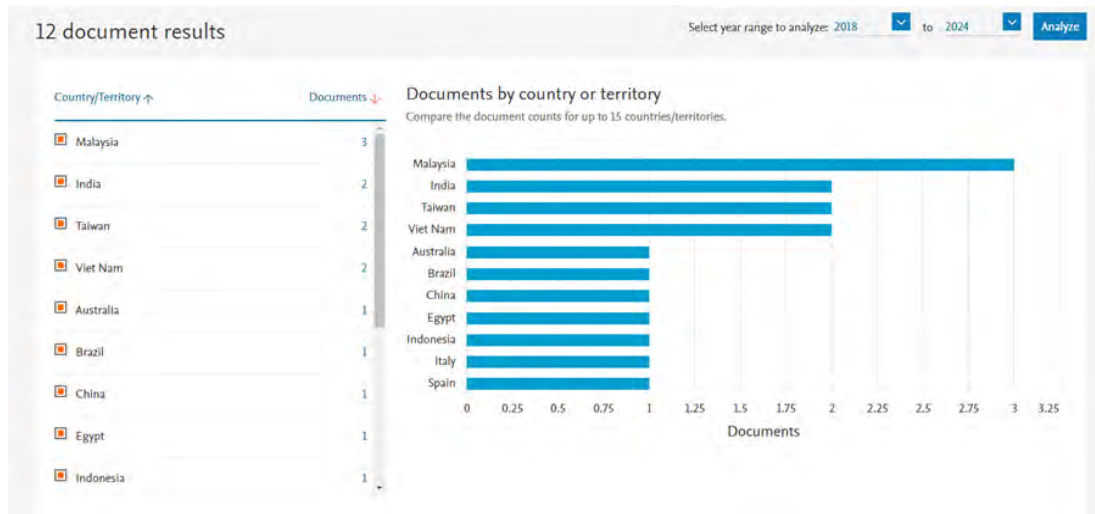 12 document results
Select year range to analyze: 2018 to 2024 Analyze
Country/Territory ↑ Documents ↓
Malaysia 3
India 2
Taiwan 2
Viet Nam 2
Australia 1
Brazil 1
China 1
Egypt 1
Indonesia 1
Documents by country or territory
Compare the document counts for up to 15 countries/territories.
Malaysia
India
Taiwan
Viet Nam
Australia
Brazil
China
Egypt
Indonesia
Italy
Spain
0 0.25 0.5 0.75 1 1.25 1.5 1.75 2 2.25 2.5 2.75 3 3.25
Documents